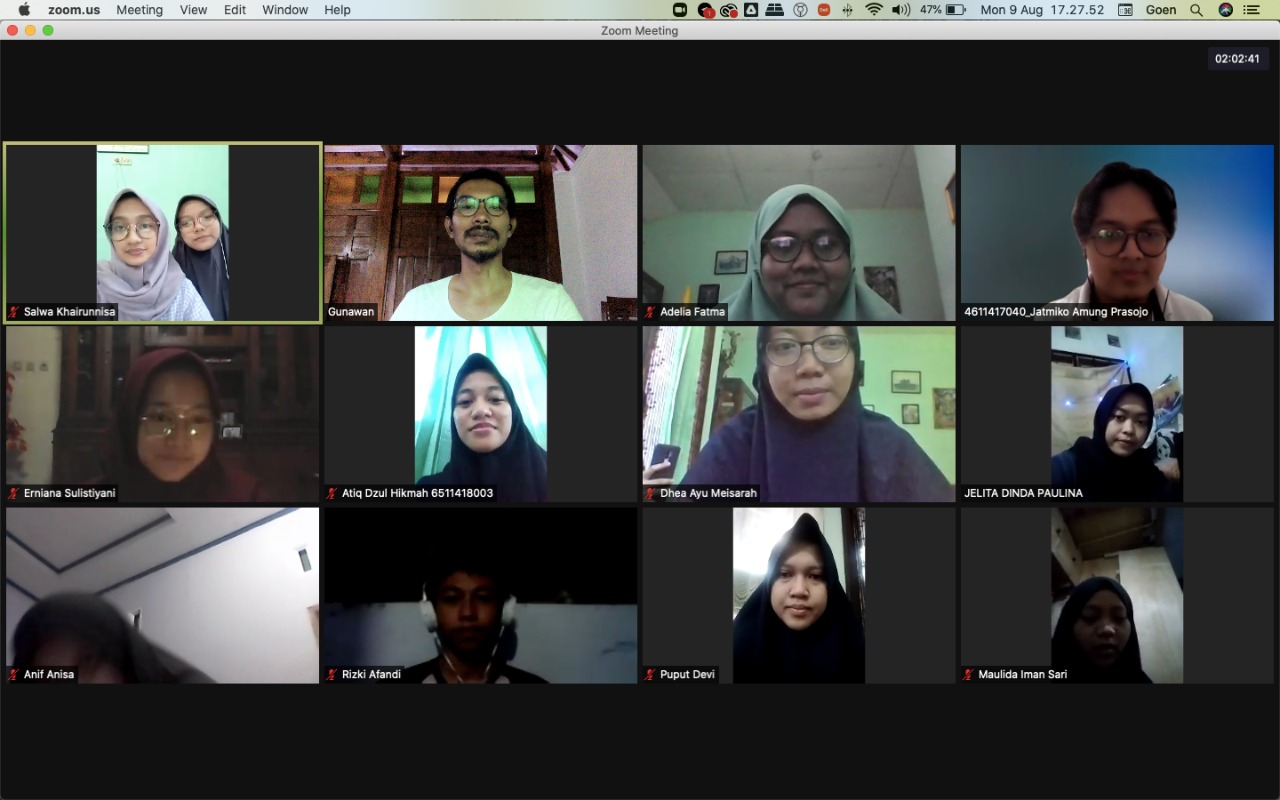 zoom.us Meeting View Edit Window Help 47% Mon 9 Aug 17.27.52 Goen
Zoom Meeting
02:02:41
Salwa Khairunnisa
Gunawan
Adelia Fatma
4611417040_Jatmiko Amung Prasojo
Erniana Sulistiyani
Atiq Dzul Hikmah 6511418003
Dhea Ayu Meisarah
JELITA DINDA PAULINA
Anif Anisa
Rizki Afandi
Puput Devi
Maulida Iman Sari